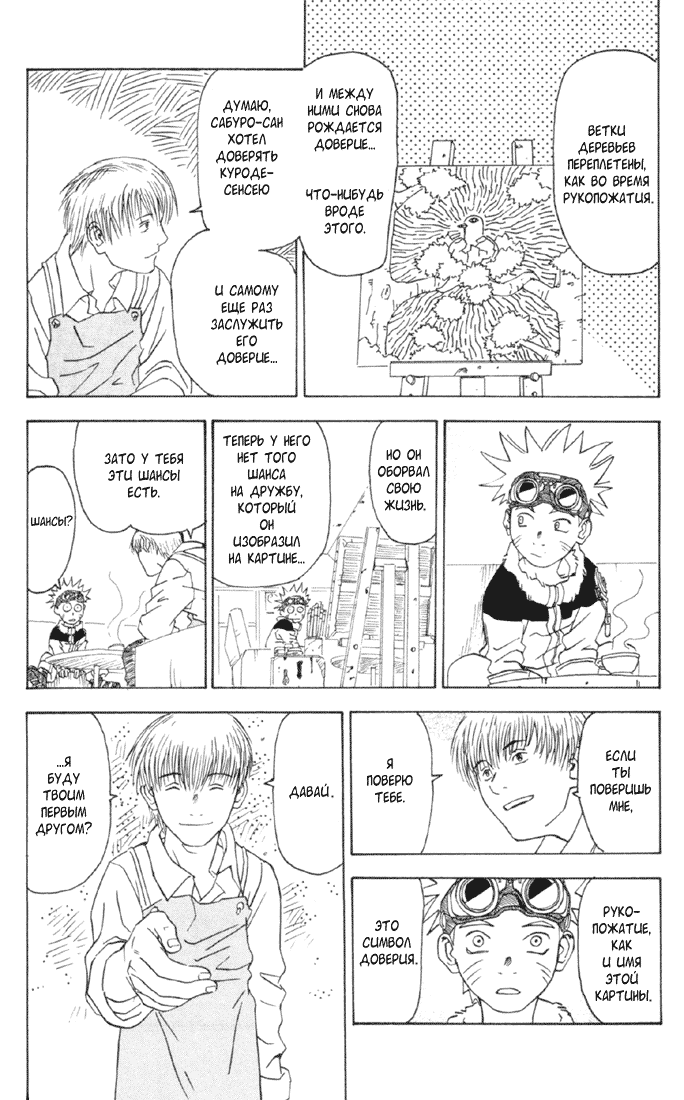 ВЕТКИ
ДЕРЕВЬЕВ
ПЕРЕПЛЕТЕНЫ,
КАК ВО ВРЕМЯ
РУКОПОЖАТИЯ.
И МЕЖДУ
НИМИ СНОВА
РОЖДАЕТСЯ
ДОВЕРИЕ...
ЧТО-НИБУДЬ
ВРОДЕ
ЭТОГО.
ДУМАЮ,
САБУРО-САН
ХОТЕЛ
ДОВЕРЯТЬ
КУРОДЕ-
СЕНСЕЮ
И САМОМУ
ЕЩЕ РАЗ
ЗАСЛУЖИТЬ
ЕГО
ДОВЕРИЕ...
НО ОН
ОБОРВАЛ
СВОЮ
ЖИЗНЬ.
ТЕПЕРЬ У НЕГО
НЕТ ТОГО
ШАНСА
НА ДРУЖБУ,
КОТОРЫЙ
ОН
ИЗОБРАЗИЛ
НА КАРТИНЕ...
ЗАТО У ТЕБЯ
ЭТИ ШАНСЫ
ЕСТЬ.
ШАНСЫ?
ЕСЛИ
ТЫ
ПОВЕРИШЬ
МНЕ,
Я
ПОВЕРЮ
ТЕБЕ.
РУКО-
ПОЖАТИЕ,
КАК
И ИМЯ
ЭТОЙ
КАРТИНЫ.
ЭТО
СИМВОЛ
ДОВЕРИЯ.
ДАВАЙ.
...Я
БУДУ
ТВОИМ
ПЕРВЫМ
ДРУГОМ?